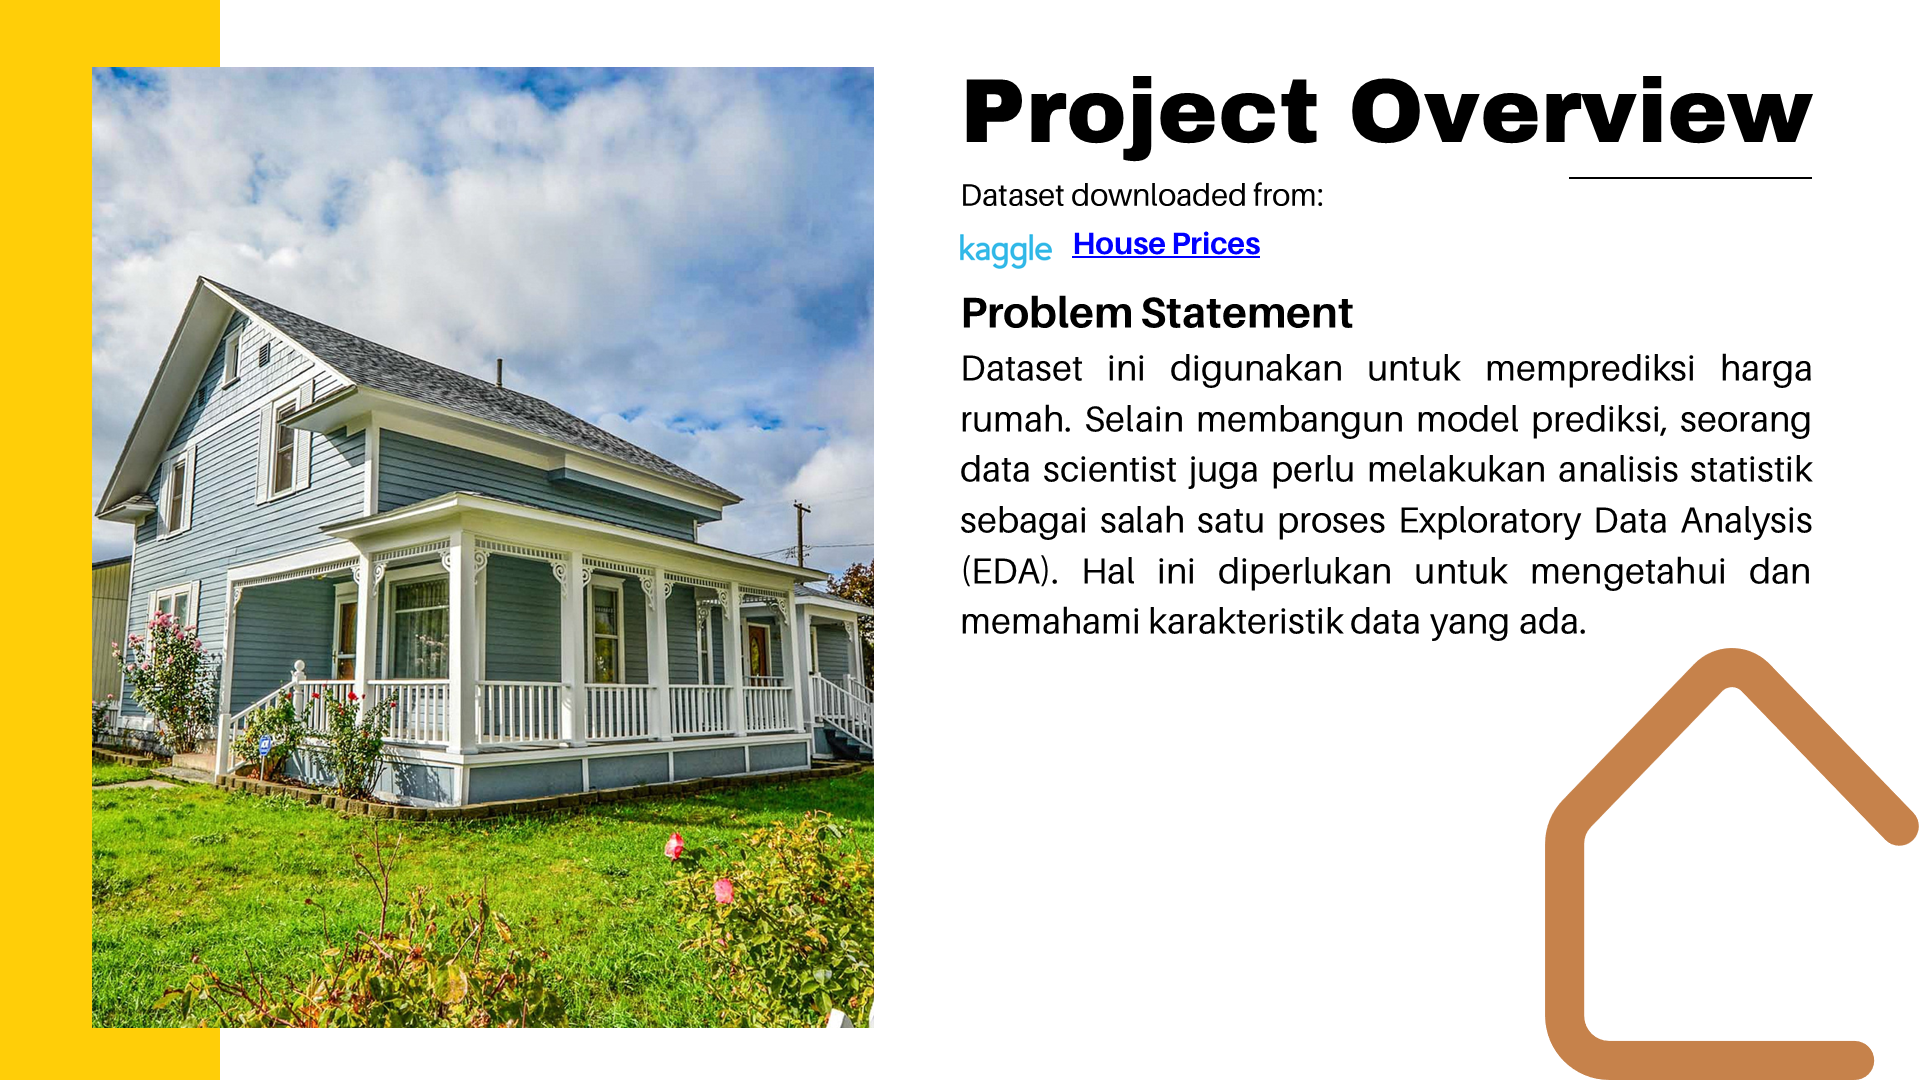 Project Overview
Dataset downloaded from:
kaggle House Prices
Problem Statement
Dataset ini digunakan untuk memprediksi harga
rumah. Selain membangun model prediksi, seorang
data scientist juga perlu melakukan analisis statistik
sebagai salah satu proses Exploratory Data Analysis
(EDA). Hal ini diperlukan untuk mengetahui dan
memahami karakteristik data yang ada.